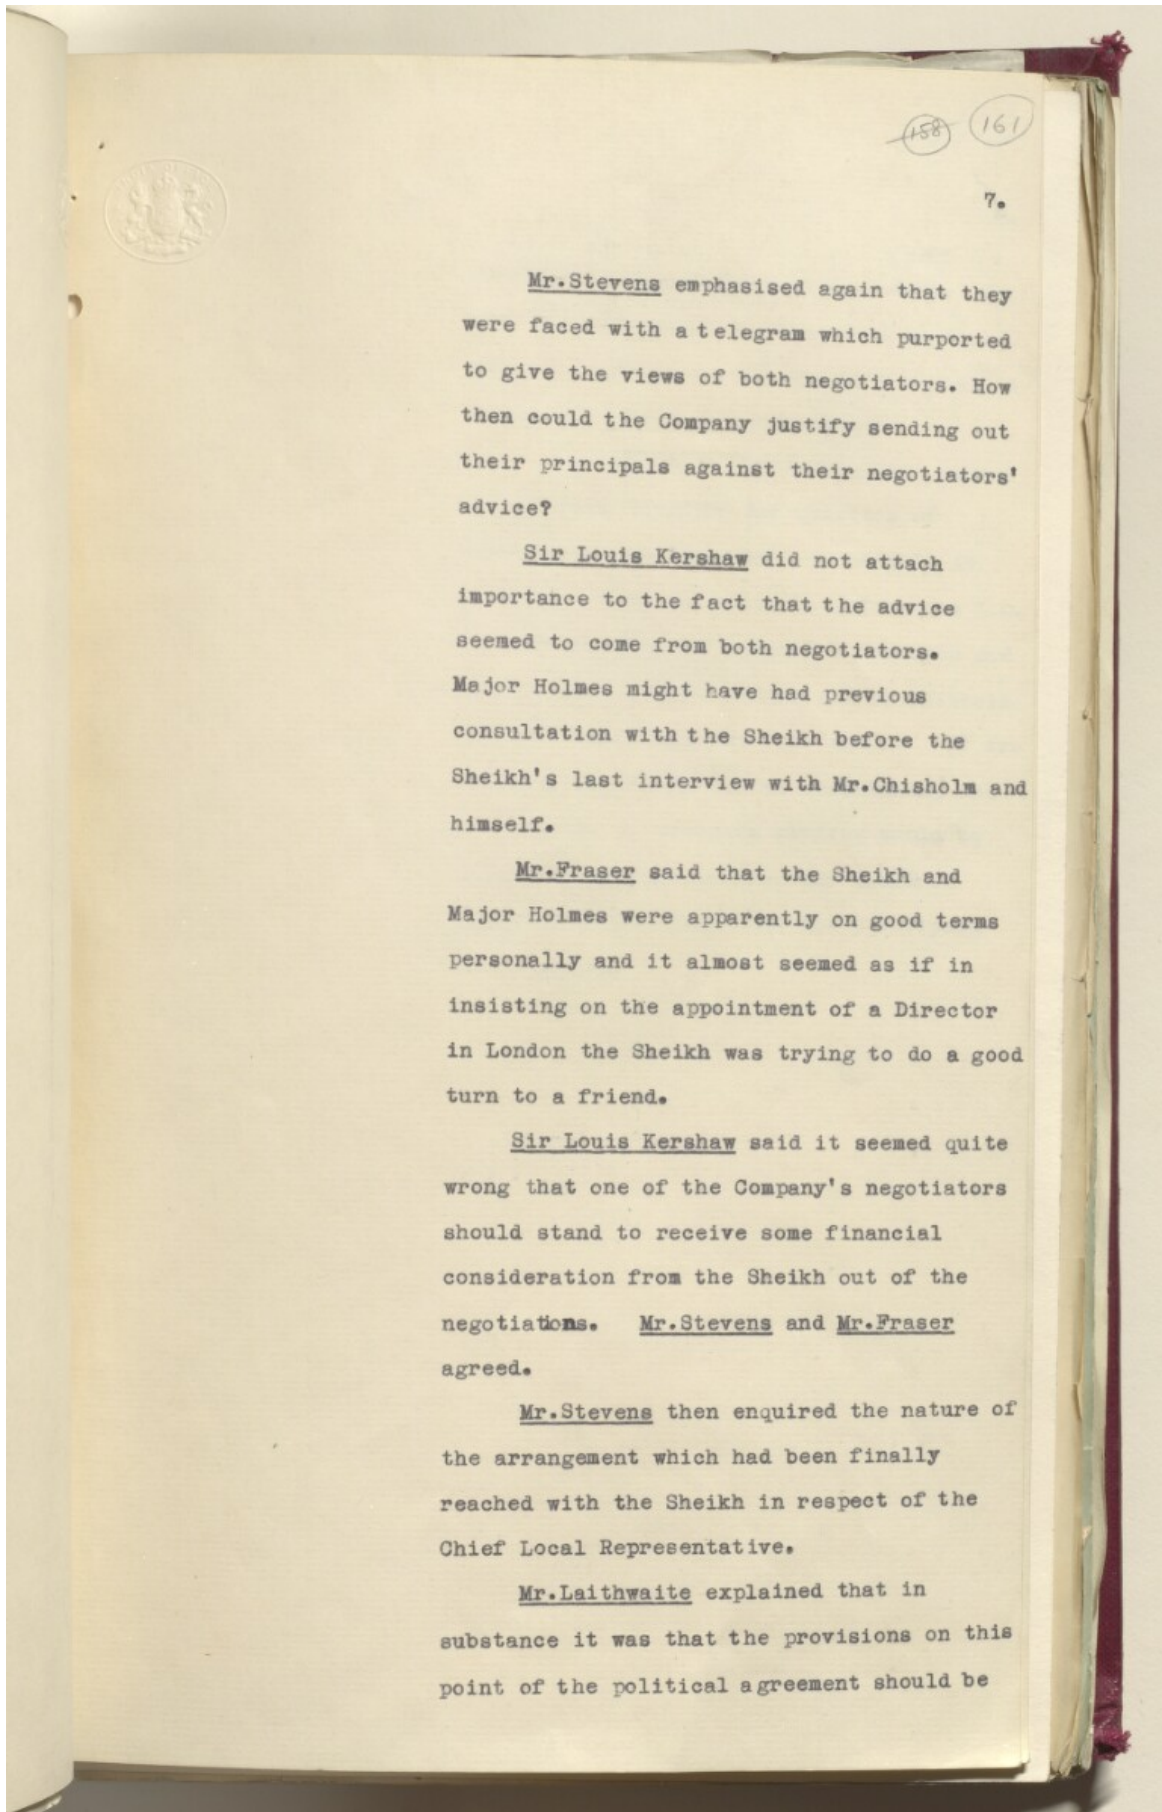 158 161
7.
Mr.Stevens emphasised again that they
were faced with a telegram which purported
to give the views of both negotiators. How
then could the Company justify sending out
their principals against their negotiators'
advice?
Sir Louis Kershaw did not attach
importance to the fact that the advice
seemed to come from both negotiators.
Major Holmes might have had previous
consultation with the Sheikh before the
Sheikh's last interview with Mr.Chisholm and
himself.
Mr.Fraser said that the Sheikh and
Major Holmes were apparently on good terms
personally and it almost seemed as if in
insisting on the appointment of a Director
in London the Sheikh was trying to do a good
turn to a friend.
Sir Louis Kershaw said it seemed quite
wrong that one of the Company's negotiators
should stand to receive some financial
consideration from the Sheikh out of the
negotiations. Mr.Stevens and Mr.Fraser
agreed.
Mr.Stevens then enquired the nature of
the arrangement which had been finally
reached with the Sheikh in respect of the
Chief Local Representative.
Mr.Laithwaite explained that in
substance it was that the provisions on this
point of the political agreement should be